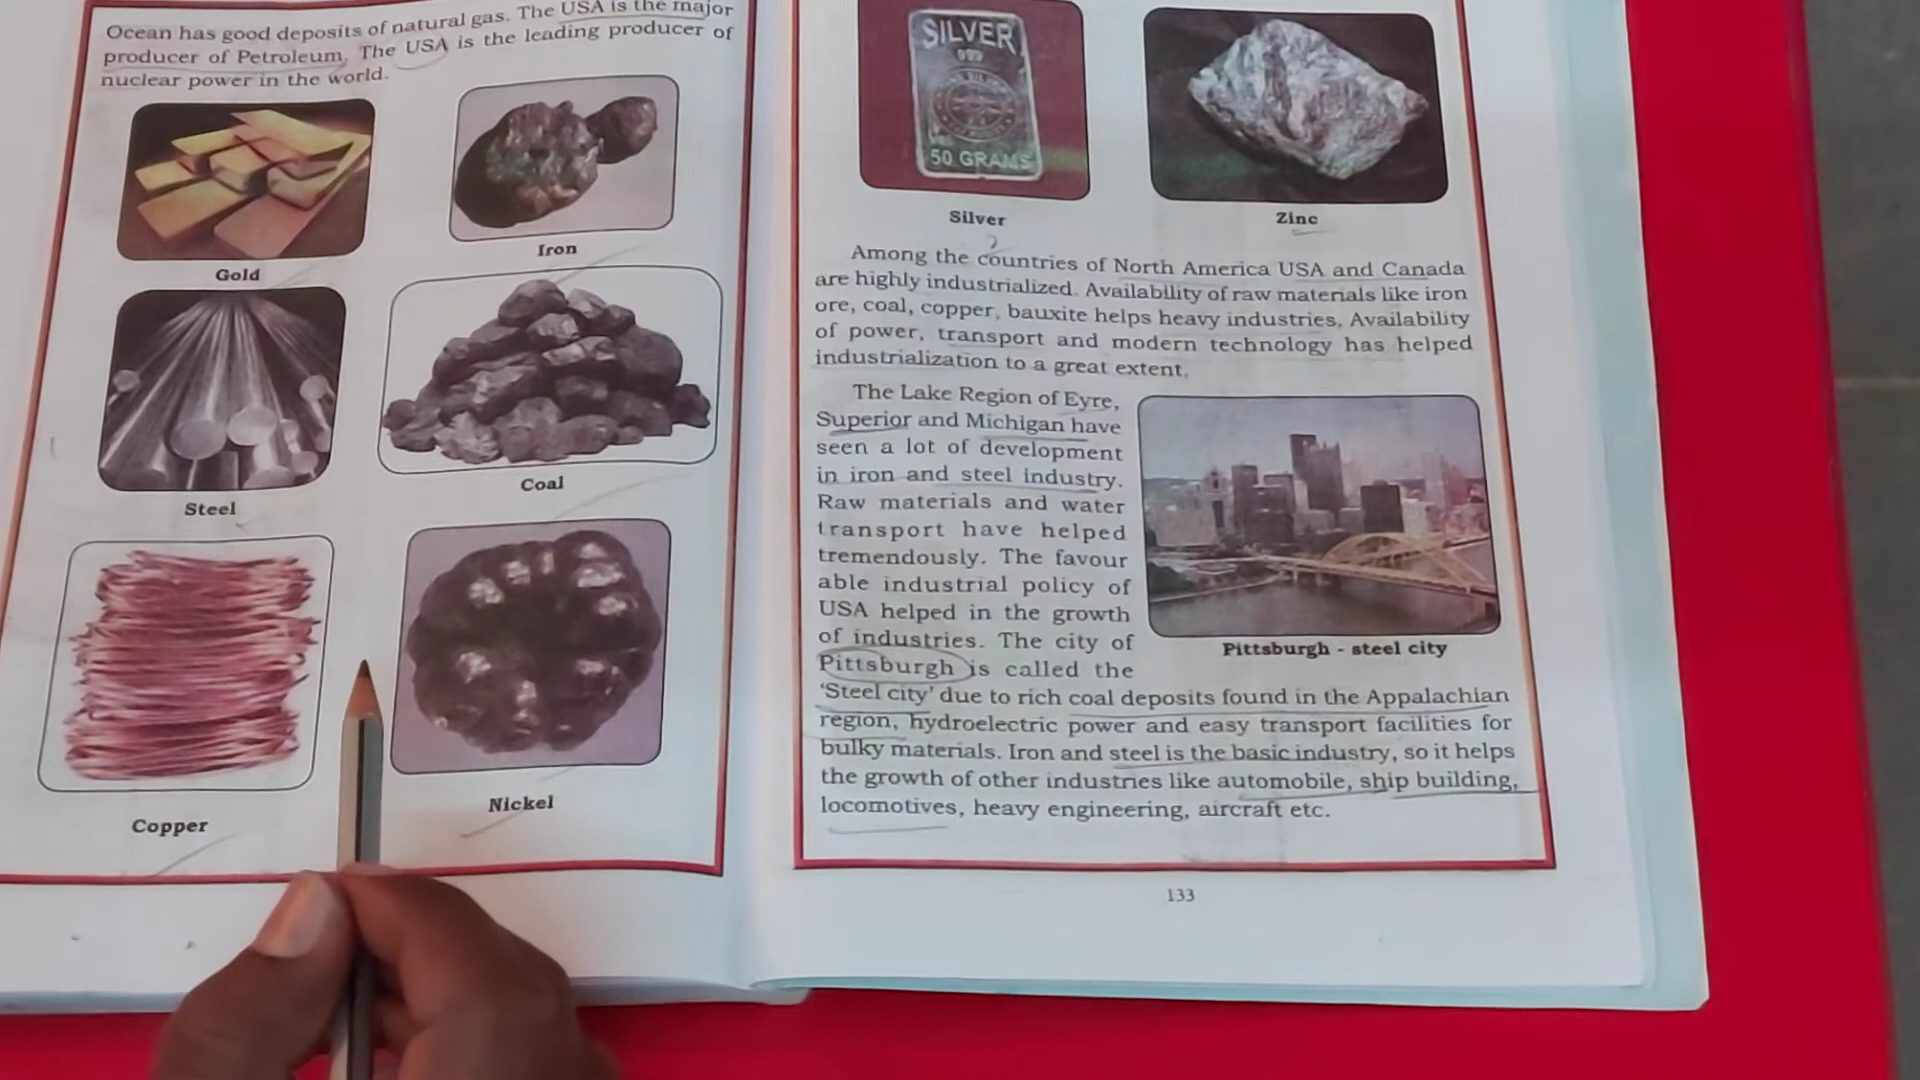 Ocean has good deposits of natural gas. The USA is the major
producer of Petroleum. The USA is the leading producer of
nuclear power in the world.
Gold
Iron
Steel
Coal
Copper
Nickel
SILVER
999
50 GRAMS
Silver
Zinc
Among the countries of North America USA and Canada
are highly industrialized. Availability of raw materials like iron
ore, coal, copper, bauxite helps heavy industries. Availability
of power, transport and modern technology has helped
industrialization to a great extent.
The Lake Region of Eyre,
Superior and Michigan have
seen a lot of development
in iron and steel industry.
Raw materials and water
transport have helped
tremendously. The favour
able industrial policy of
USA helped in the growth
of industries. The city of
Pittsburgh is called the
'Steel city' due to rich coal deposits found in the Appalachian
region, hydroelectric power and easy transport facilities for
bulky materials. Iron and steel is the basic industry, so it helps
the growth of other industries like automobile, ship building,
locomotives, heavy engineering, aircraft etc.
Pittsburgh - steel city
133